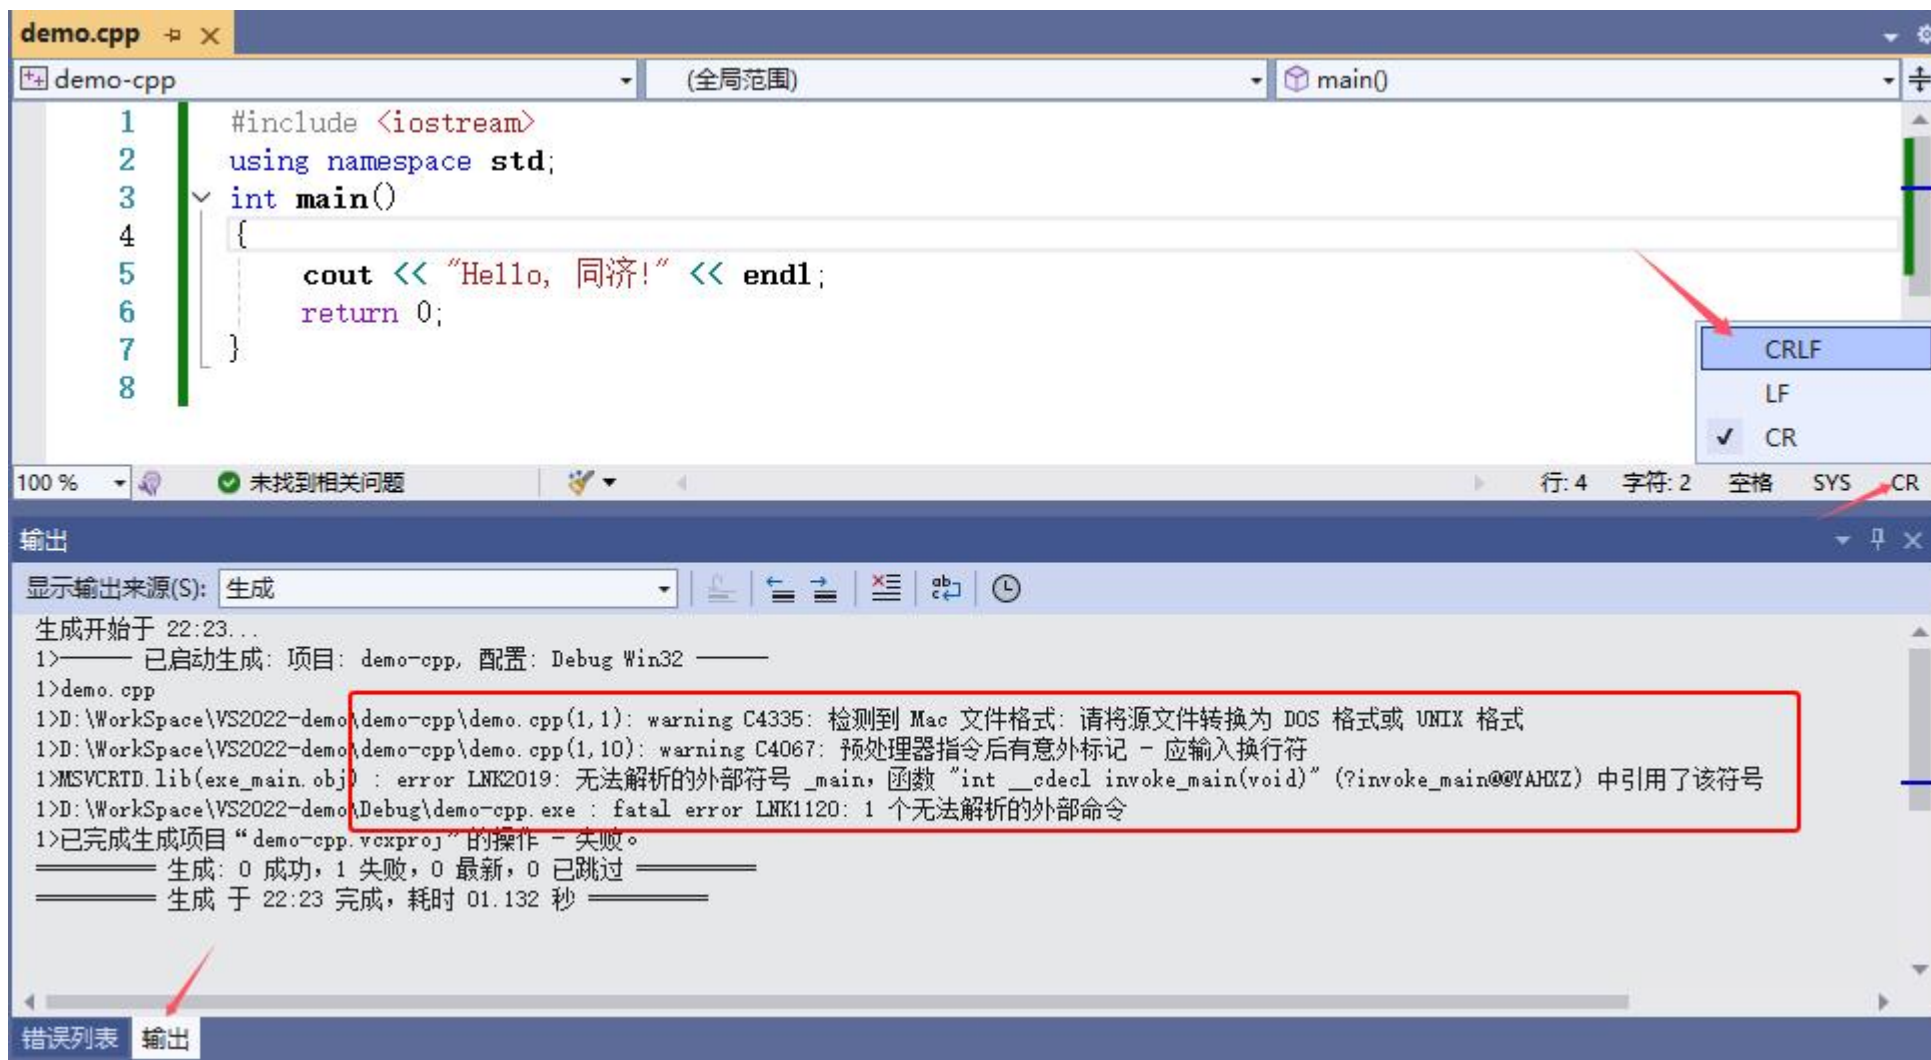 demo.cpp
demo-cpp (全局范围) main()
1 #include <iostream>
2 using namespace std;
3 int main()
4 {
5 cout << "Hello, 同济!" << endl;
6 return 0;
7 }
8
CRLF
LF
CR
100 % 未找到相关问题 行: 4 字符: 2 空格 SYS CR
输出
显示输出来源(S): 生成
生成开始于 22:23...
1>------ 已启动生成: 项目: demo-cpp, 配置: Debug Win32 ------
1>demo.cpp
1>D:\WorkSpace\VS2022-demo\demo-cpp\demo.cpp(1,1): warning C4335: 检测到 Mac 文件格式: 请将源文件转换为 DOS 格式或 UNIX 格式
1>D:\WorkSpace\VS2022-demo\demo-cpp\demo.cpp(1,10): warning C4067: 预处理器指令后有意外标记 - 应输入换行符
1>MSVCRTD.lib(exe_main.obj) : error LNK2019: 无法解析的外部符号 _main，函数 "int __cdecl invoke_main(void)" (?invoke_main@@YAHXZ) 中引用了该符号
1>D:\WorkSpace\VS2022-demo\Debug\demo-cpp.exe : fatal error LNK1120: 1 个无法解析的外部命令
1>已完成生成项目“demo-cpp.vcxproj”的操作 - 失败。
========== 生成: 0 成功，1 失败，0 最新，0 已跳过 ==========
========== 生成 于 22:23 完成，耗时 01.132 秒 ==========
错误列表 输出